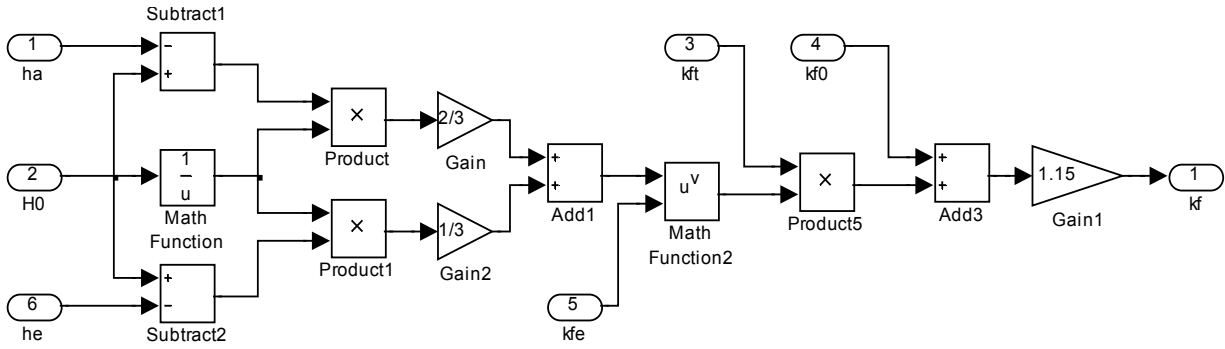 Subtract1
1
ha
−
+
2
H0
1
u
Math
Function
+
−
6
he
Subtract2
×
Product
×
Product1
2/3
Gain
1/3
Gain2
+
+
Add1
3
kft
u^v
Math
Function2
5
kfe
4
kf0
×
Product5
+
+
Add3
1.15
Gain1
1
kf